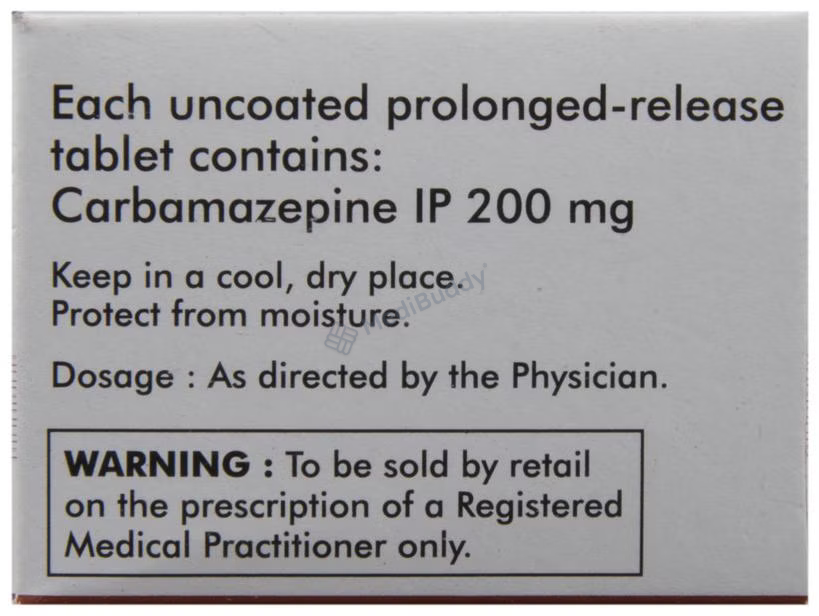 Each uncoated prolonged-release
tablet contains:
Carbamazepine IP 200 mg
Keep in a cool, dry place.
Protect from moisture.
MediBuddy
Dosage : As directed by the Physician.
WARNING : To be sold by retail
on the prescription of a Registered
Medical Practitioner only.